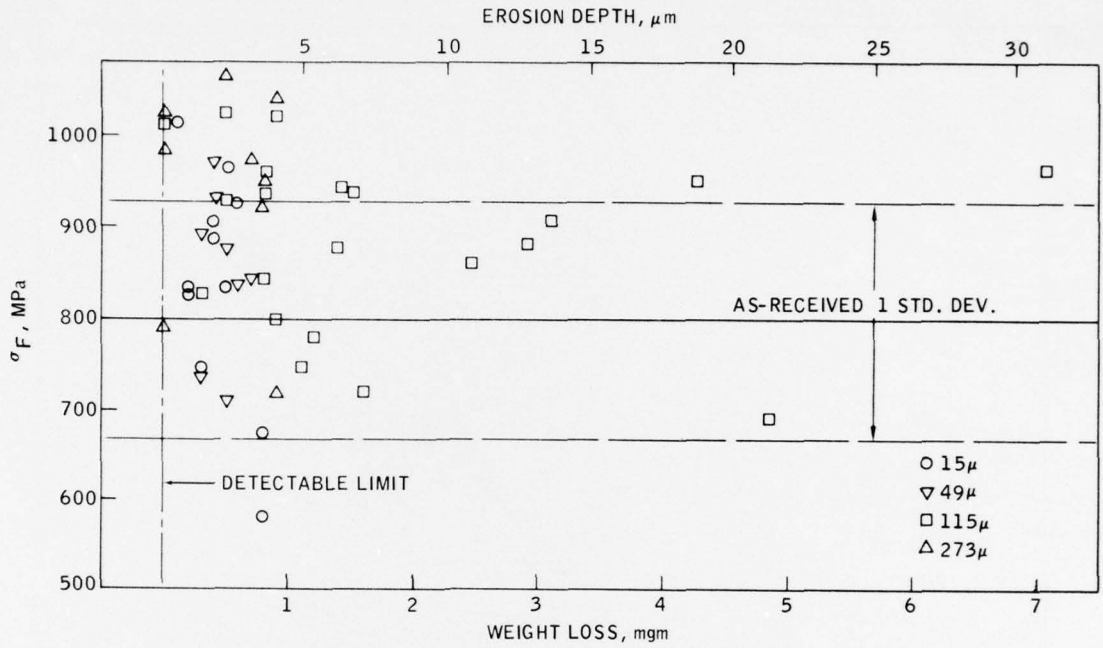 EROSION DEPTH, μm
5 10 15 20 25 30
1000
900
800
700
600
500
σF, MPa
AS-RECEIVED 1 STD. DEV.
DETECTABLE LIMIT
○ 15μ
▽ 49μ
□ 115μ
△ 273μ
1 2 3 4 5 6 7
WEIGHT LOSS, mgm